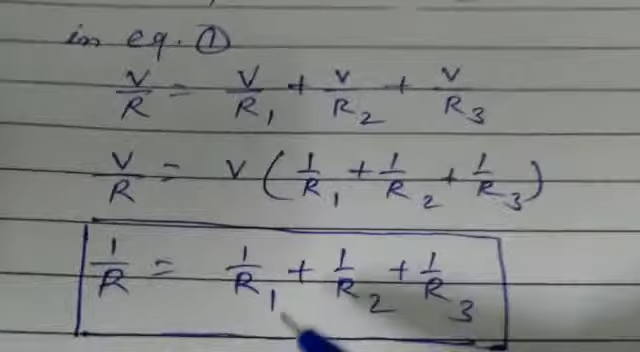 in eq. ①
V/R = V/R₁ + V/R₂ + V/R₃
V/R = V (1/R₁ + 1/R₂ + 1/R₃)
1/R = 1/R₁ + 1/R₂ + 1/R₃